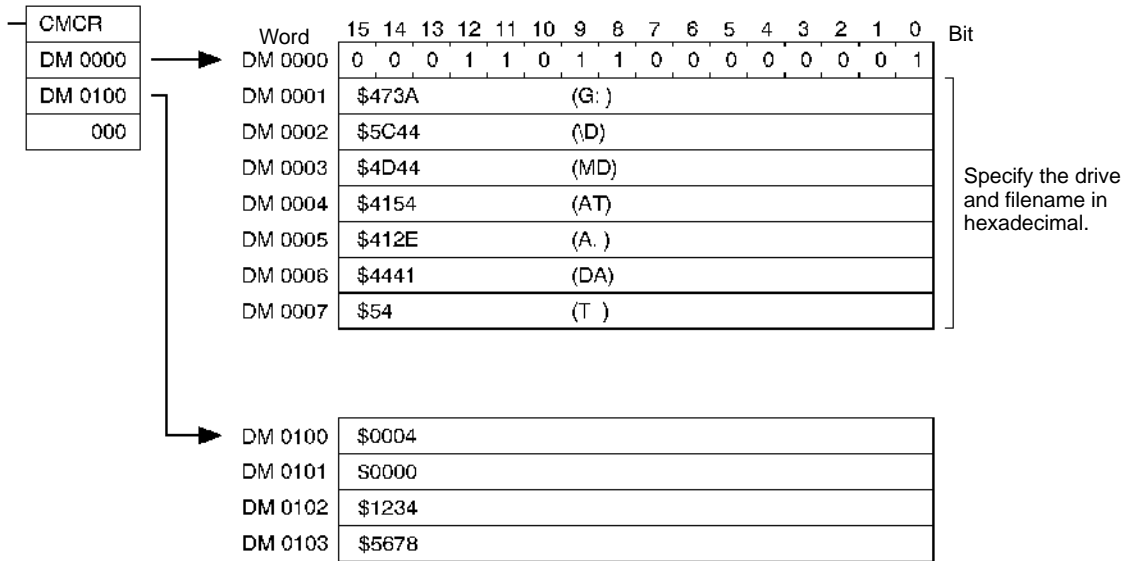 CMCR
DM 0000
DM 0100
000
Word 15 14 13 12 11 10 9 8 7 6 5 4 3 2 1 0 Bit
DM 0000 0 0 0 1 1 0 1 1 0 0 0 0 0 0 0 1
DM 0001 $473A (G: )
DM 0002 $5C44 (\D)
DM 0003 $4D44 (MD)
DM 0004 $4154 (AT)
DM 0005 $412E (A. )
DM 0006 $4441 (DA)
DM 0007 $54 (T )
Specify the drive
and filename in
hexadecimal.
DM 0100 $0004
DM 0101 S0000
DM 0102 $1234
DM 0103 $5678